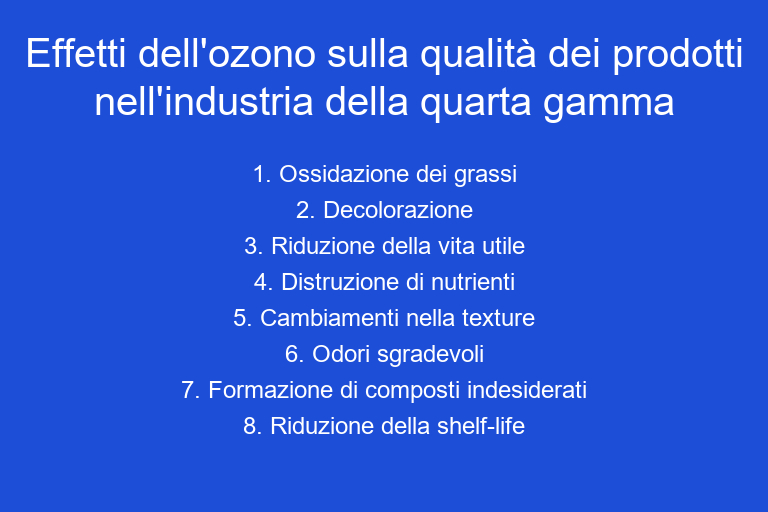 Effetti dell'ozono sulla qualità dei prodotti
nell'industria della quarta gamma
1. Ossidazione dei grassi
2. Decolorazione
3. Riduzione della vita utile
4. Distruzione di nutrienti
5. Cambiamenti nella texture
6. Odori sgradevoli
7. Formazione di composti indesiderati
8. Riduzione della shelf-life